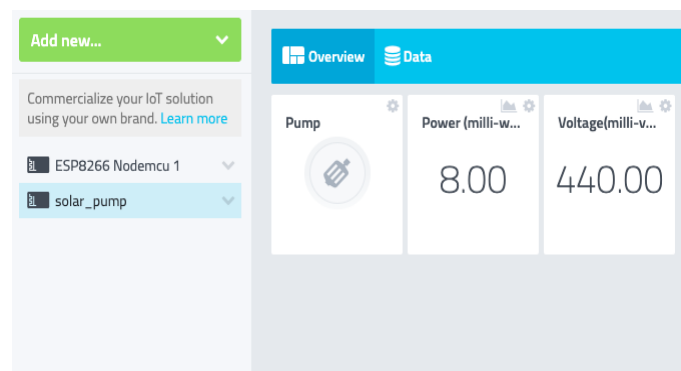 Add new...
Overview
Data
Commercialize your IoT solution
using your own brand. Learn more
ESP8266 Nodemcu 1
solar_pump
Pump
Power (milli-w...
Voltage(milli-v...
8.00
440.00